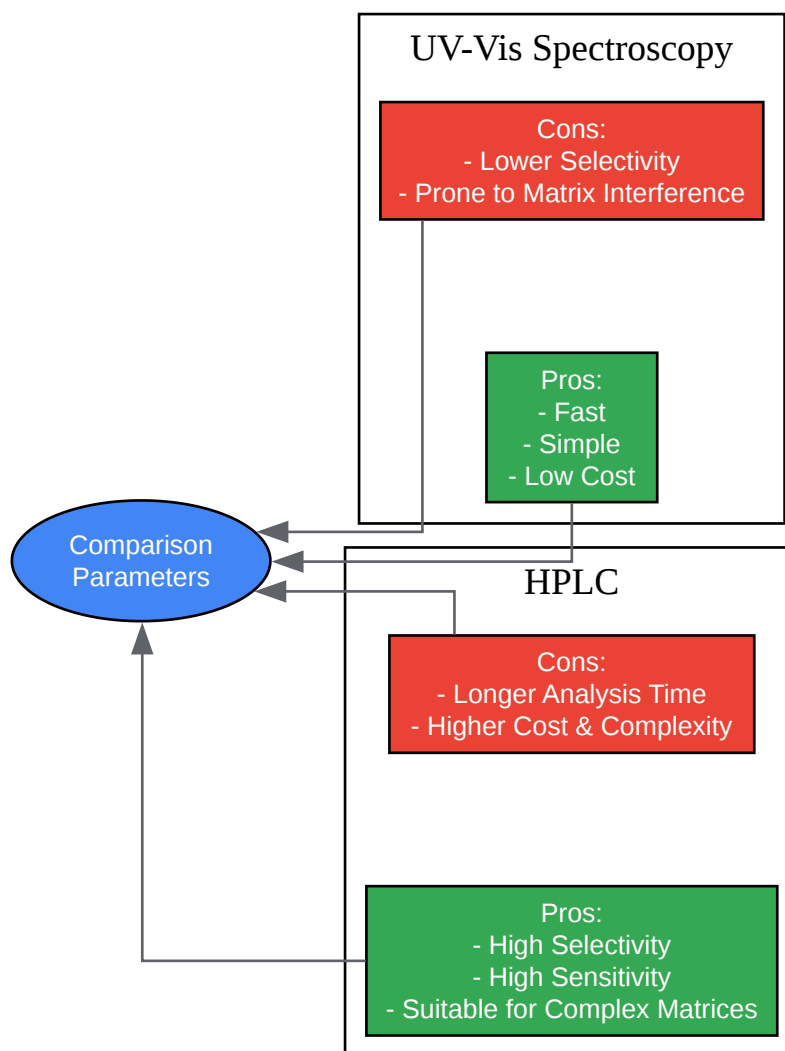 UV-Vis Spectroscopy
Cons:
- Lower Selectivity
- Prone to Matrix Interference
Pros:
- Fast
- Simple
- Low Cost
Comparison
Parameters
HPLC
Cons:
- Longer Analysis Time
- Higher Cost & Complexity
Pros:
- High Selectivity
- High Sensitivity
- Suitable for Complex Matrices